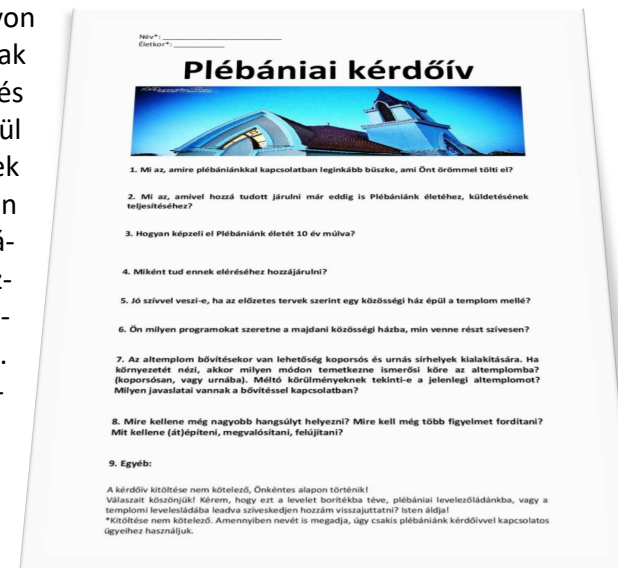 von
ak
és
ül
ek
n
á-
z-
-
.
-
Név*:
Életkor*:
Plébániai kérdőív
1. Mi az, amire plébániánkkal kapcsolatban leginkább büszke, ami Önt örömmel tölti el?
2. Mi az, amivel hozzá tudott járulni már eddig is Plébániánk életéhez, küldetésének
teljesítéséhez?
3. Hogyan képzeli el Plébániánk életét 10 év múlva?
4. Miként tud ennek eléréséhez hozzájárulni?
5. Jó szívvel veszi-e, ha az előzetes tervek szerint egy közösségi ház épül a templom mellé?
6. Ön milyen programokat szeretne a majdani közösségi házba, min venne részt szívesen?
7. Az altemplom bővítésekor van lehetőség koporsós és urnás sírhelyek kialakítására. Ha
környezetét nézi, akkor milyen módon temetkezne ismerősi köre az altemplomba?
(koporsósan, vagy urnába). Méltó körülményeknek tekinti-e a jelenlegi altemplomot?
Milyen javaslatai vannak a bővítéssel kapcsolatban?
8. Mire kellene még nagyobb hangsúlyt helyezni? Mire kell még több figyelmet fordítani?
Mit kellene (át)építeni, megvalósítani, felújítani?
9. Egyéb:
A kérdőív kitöltése nem kötelező, Önkéntes alapon történik!
Válaszait köszönjük! Kérem, hogy ezt a levelet borítékba téve, plébániai levelezőládánkba, vagy a
templomi levelesládába leadva szíveskedjen hozzám visszajuttatni? Isten áldja!
*Kitöltése nem kötelező. Amennyiben nevét is megadja, úgy csakis plébániánk kérdőívvel kapcsolatos
ügyeihez használjuk.